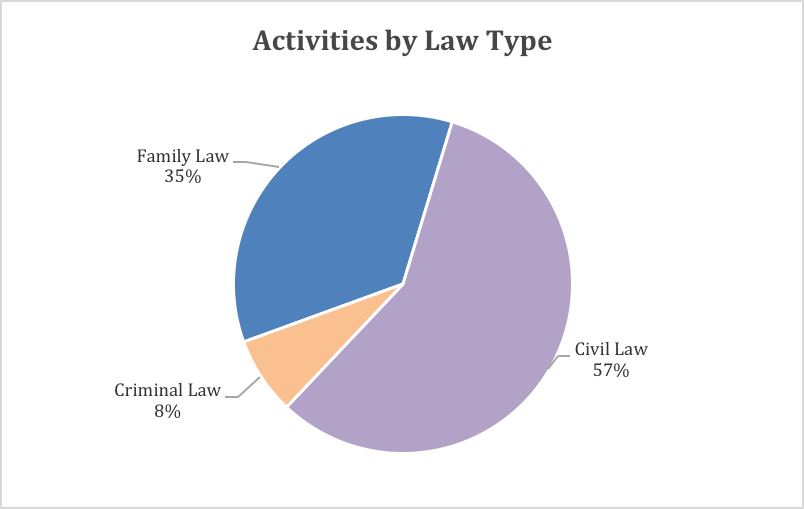 Activities by Law Type
Family Law
35%
Civil Law
57%
Criminal Law
8%